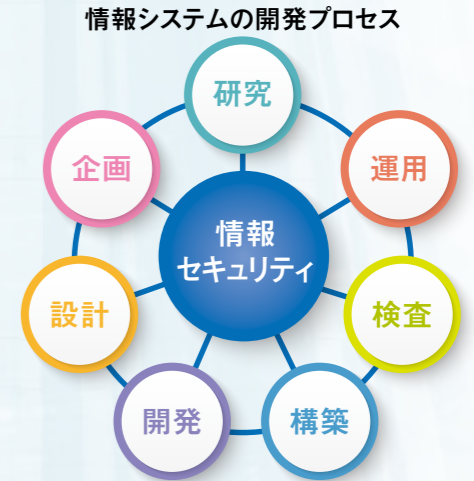 情報システムの開発プロセス
研究
企画
運用
情報
セキュリティ
設計
検査
開発
構築